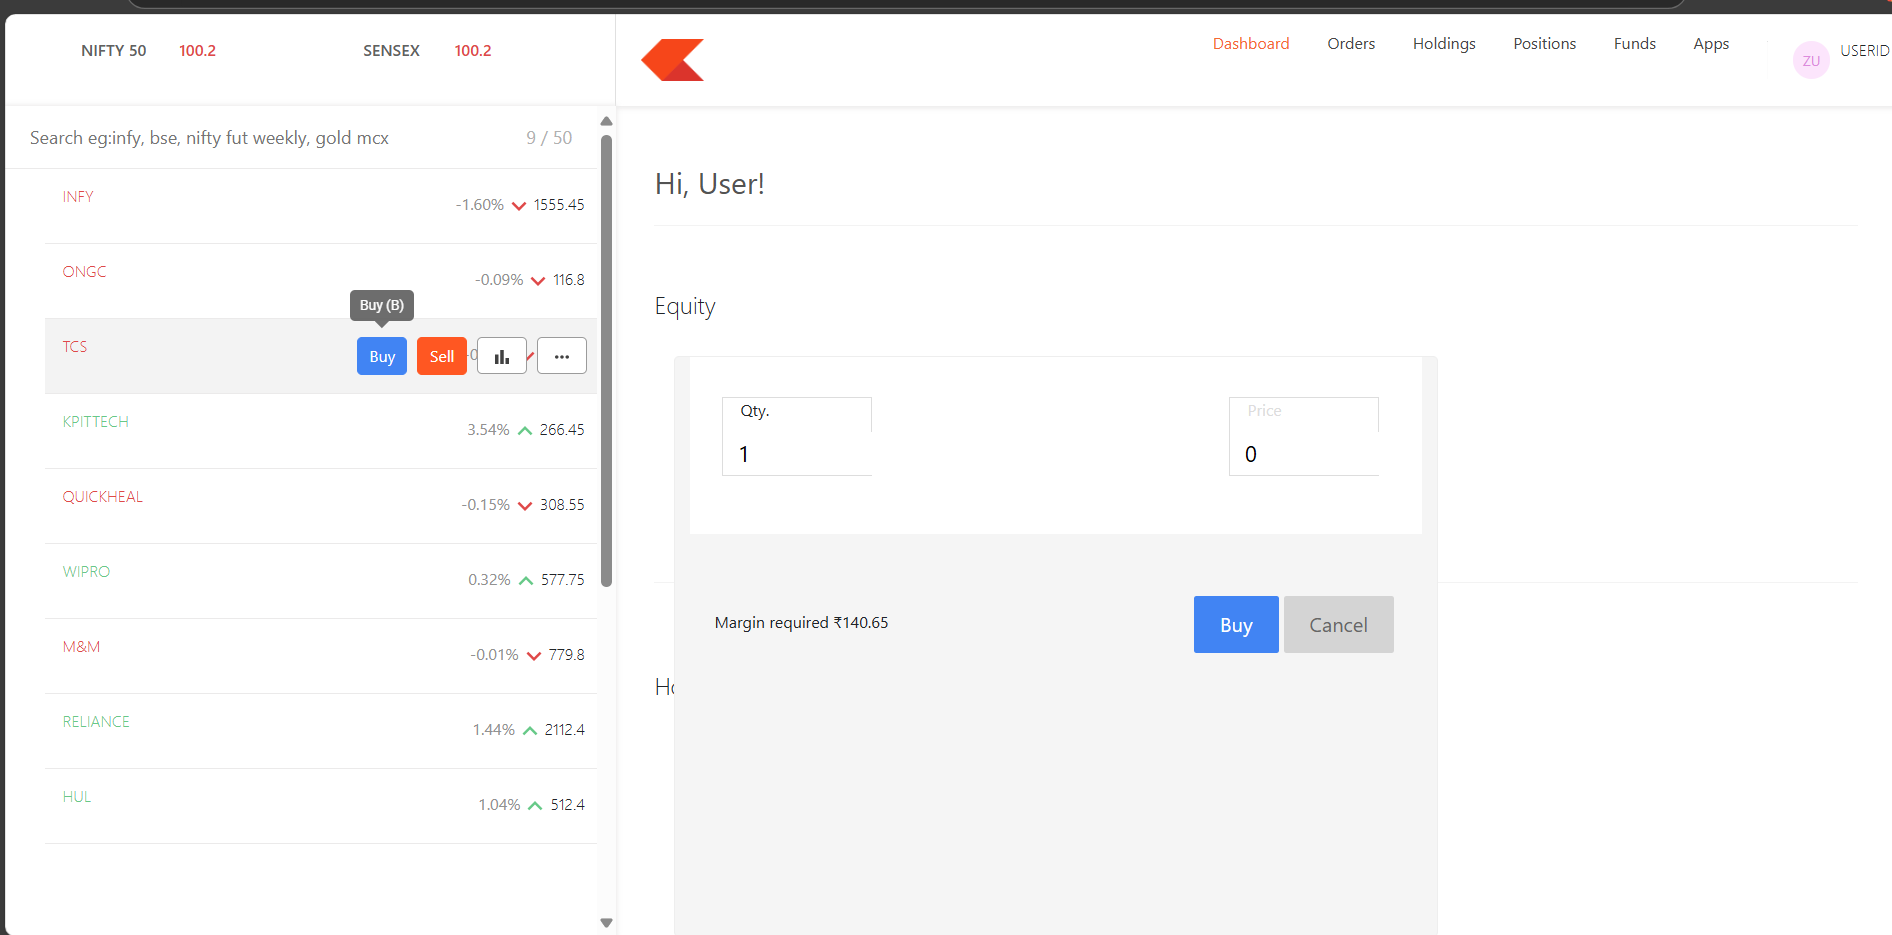 NIFTY 50 100.2 SENSEX 100.2
Dashboard Orders Holdings Positions Funds Apps ZU USERID
Search eg:infy, bse, nifty fut weekly, gold mcx 9 / 50
INFY -1.60% 1555.45
ONGC -0.09% 116.8
Buy (B)
TCS Buy Sell -0 ···
KPITTECH 3.54% 266.45
QUICKHEAL -0.15% 308.55
WIPRO 0.32% 577.75
M&M -0.01% 779.8
RELIANCE 1.44% 2112.4
HUL 1.04% 512.4
Hi, User!
Equity
Qty. Price
1 0
Margin required ₹140.65 Buy Cancel